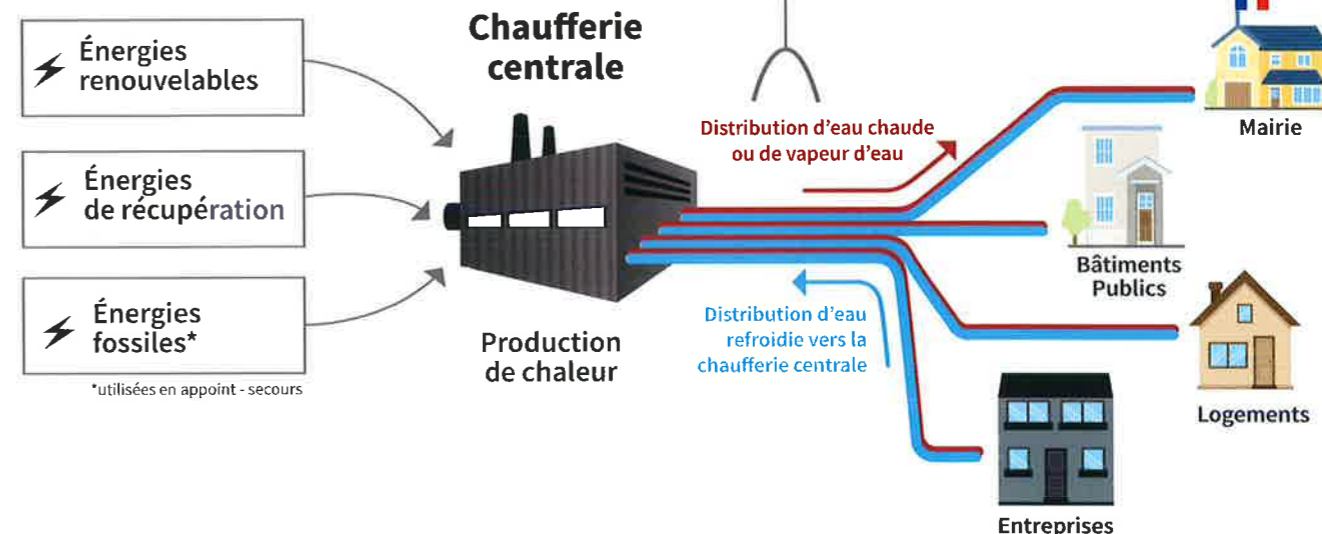 Énergies
renouvelables
Énergies
de récupération
Énergies
fossiles*
*utilisées en appoint - secours
Chaufferie
centrale
Production
de chaleur
Distribution d'eau chaude
ou de vapeur d'eau
Distribution d'eau
refroidie vers la
chaufferie centrale
Mairie
Bâtiments
Publics
Logements
Entreprises